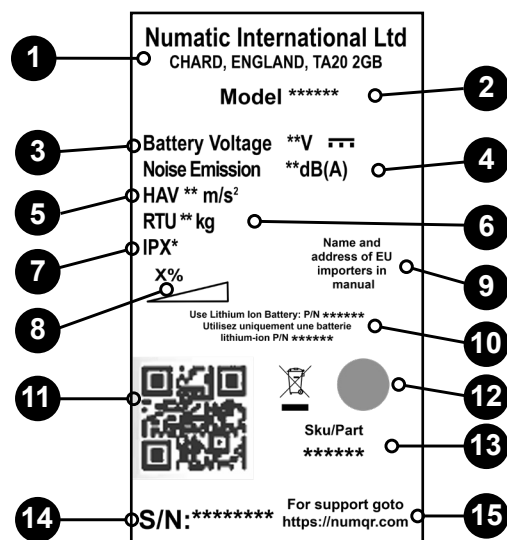 Numatic International Ltd
1
CHARD, ENGLAND, TA20 2GB
Model ******
2
3
Battery Voltage **V
Noise Emission **dB(A)
4
5
HAV ** m/s²
RTU ** kg
6
7
IPX*
Name and
address of EU
importers in
manual
9
X%
8
Use Lithium Ion Battery: P/N ******
Utilisez uniquement une batterie
lithium-ion P/N ******
10
11
12
Sku/Part
******
13
14
S/N:********
For support goto
https://numqr.com
15